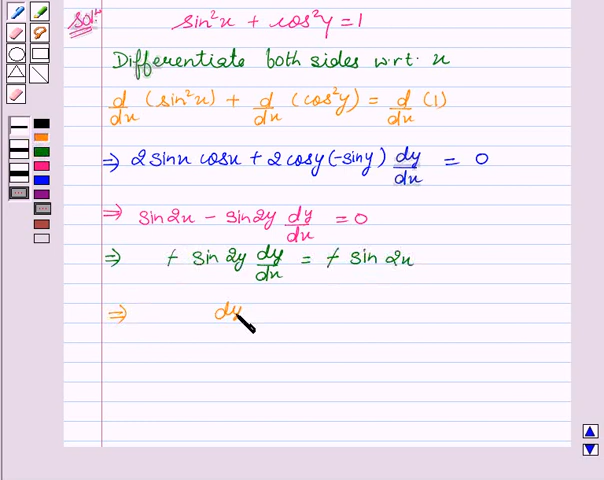 Sol: sin²x + cos²y = 1
Differentiate both sides w.r.t. x
d/dx (sin²x) + d/dx (cos²y) = d/dx (1)
⇒ 2 sinx cosx + 2 cosy (-siny) dy/dx = 0
⇒ sin2x - sin2y dy/dx = 0
⇒ - sin 2y dy/dx = - sin 2x
⇒ dy